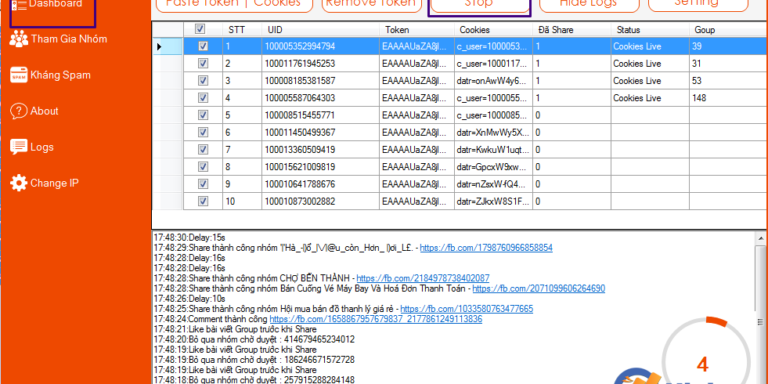 Dashboard
Paste Token | Cookies
Remove Token
Stop
Hide Logs
Setting
Tham Gia Nhóm
Kháng Spam
About
Logs
Change IP
STT UID Token Cookies Đã Share Status Goup
1 100005352994794 EAAAAUaZA8jl... c_user=1000053... 1 Cookies Live 39
2 100011761945253 EAAAAUaZA8jl... c_user=1000117... 1 Cookies Live 31
3 100008185381587 EAAAAUaZA8jl... datr=onAwW4y6... 1 Cookies Live 53
4 100005587064303 EAAAAUaZA8jl... c_user=1000055... 1 Cookies Live 148
5 100008515455771 EAAAAUaZA8jl... c_user=1000085... 0
6 100011450499367 EAAAAUaZA8jl... datr=XnMwWy5X... 0
7 100013360509419 EAAAAUaZA8jl... datr=KwkuW1uqt... 0
8 100015621009819 EAAAAUaZA8jl... datr=GpcxW9xw... 0
9 100010641788676 EAAAAUaZA8jl... datr=nZsxW4Q4... 0
10 100010873002882 EAAAAUaZA8jl... datr=ZJkxW8S1F... 0
17:48:30:Delay:15s
17:48:29:Share thành công nhóm - https://fb.com/1798760966858854
17:48:28:Delay:16s
17:48:28:Delay:16s
17:48:28:Share thành công nhóm CHỢ BẾN THÀNH - https://fb.com/2184978738402087
17:48:28:Share thành công nhóm Bán Cuống Vé Máy Bay Và Hoá Đơn Thanh Toán - https://fb.com/2071099606264690
17:48:26:Delay:10s
17:48:25:Share thành công nhóm Hội mua bán đồ thanh lý giá rẻ - https://fb.com/1033580763477665
17:48:24:Comment thành công https://fb.com/1658867957679837_2177861249113836
17:48:21:Like bài viết Group trước khi Share
17:48:20:Bỏ qua nhóm chờ duyệt : 414679465234012
17:48:19:Like bài viết Group trước khi Share
17:48:19:Bỏ qua nhóm chờ duyệt : 186246671572728
17:48:18:Like bài viết Group trước khi Share
17:48:18:Bỏ qua nhóm chờ duyệt : 257915288284148
4